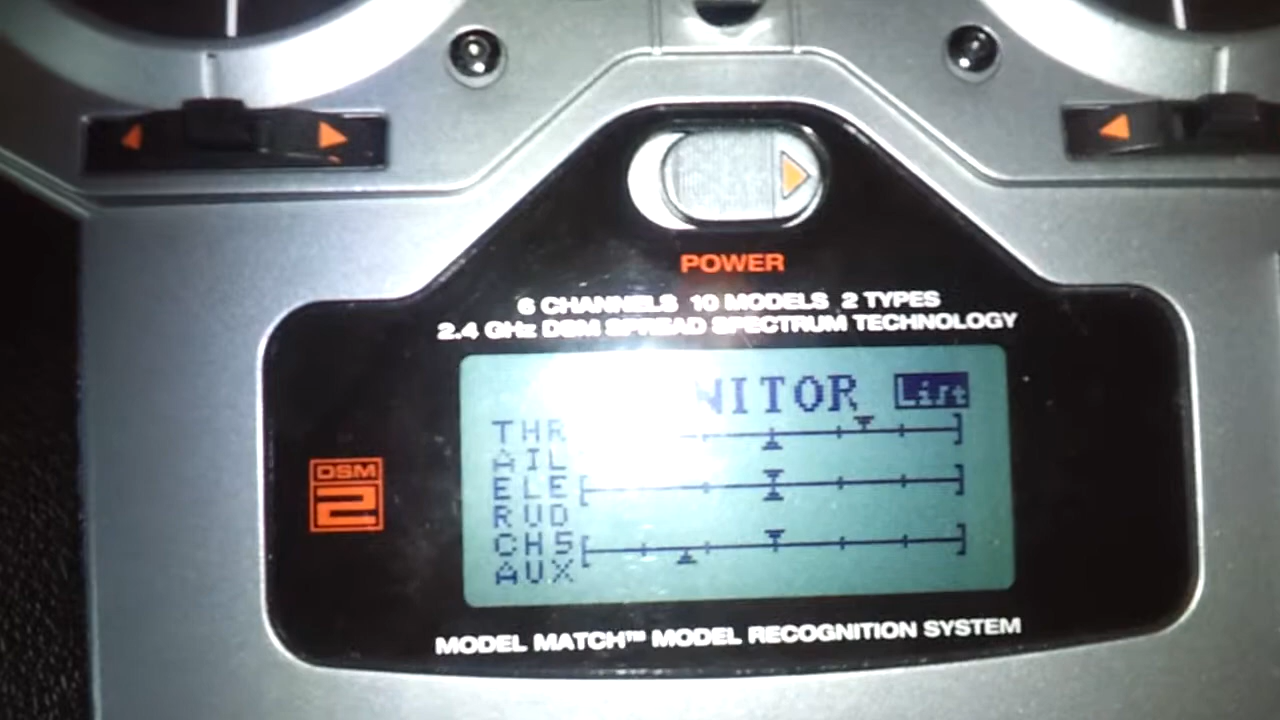 POWER
6 CHANNELS 10 MODELS 2 TYPES
2.4 GHz DSM SPREAD SPECTRUM TECHNOLOGY
List
THR
AIL
ELE
RUD
CH5
AUX
DSM
2
MODEL MATCH™ MODEL RECOGNITION SYSTEM